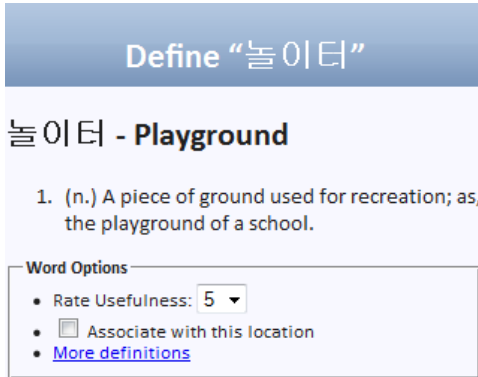 Define “놀이터”
놀이터 - Playground
1. (n.) A piece of ground used for recreation; as,
the playground of a school.
Word Options
• Rate Usefulness: 5
• Associate with this location
• More definitions